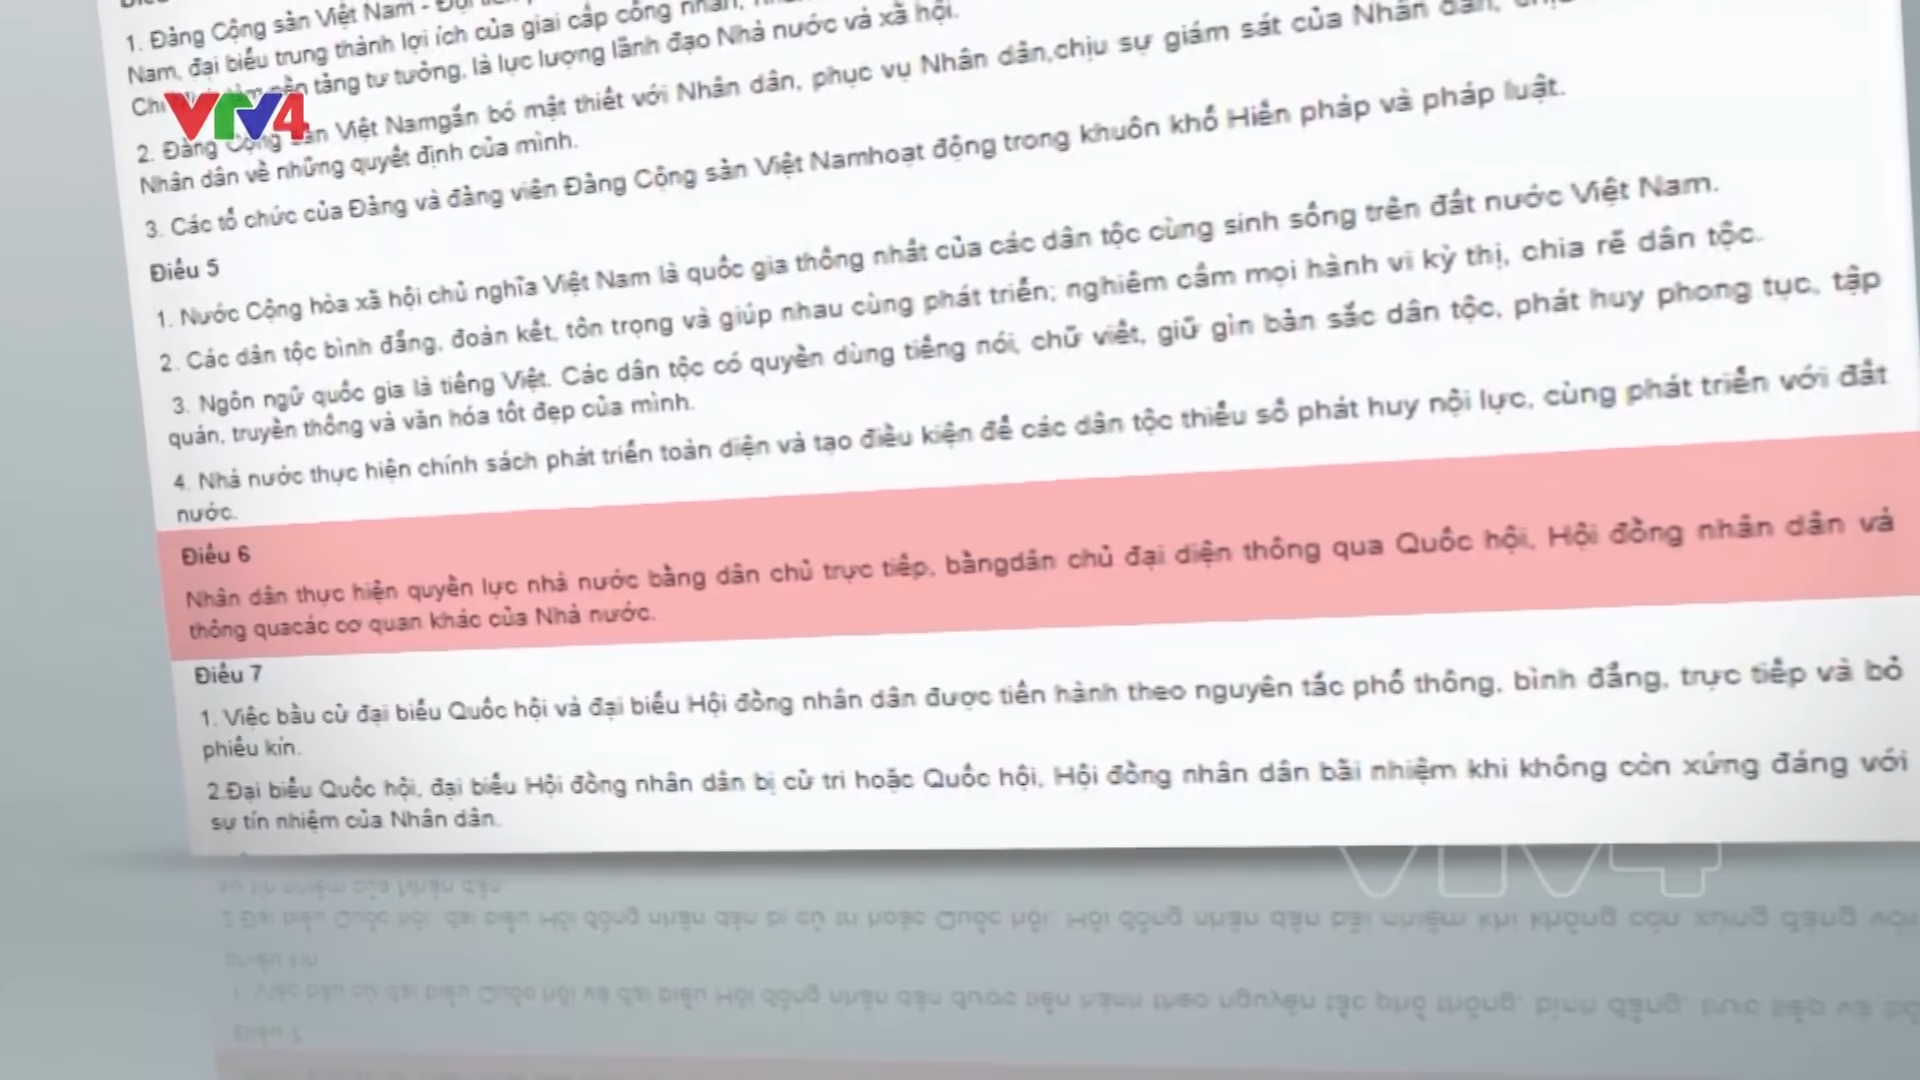 1. Đảng Cộng sản Việt Nam - Đội
Nam, đại biểu trung thành lợi ích của giai cấp công nhân,
Chí tảng tư tưởng, là lực lượng lãnh đạo Nhà nước và xã hội.
VTV4
2. Đảng Cộng sản Việt Namgắn bó mật thiết với Nhân dân, phục vụ Nhân dân,chịu sự giám sát của Nhân dân,
Nhân dân về những quyết định của mình.
3. Các tổ chức của Đảng và đảng viên Đảng Cộng sản Việt Namhoạt động trong khuôn khổ Hiến pháp và pháp luật.
Điều 5
1. Nước Cộng hòa xã hội chủ nghĩa Việt Nam là quốc gia thống nhất của các dân tộc cùng sinh sống trên đất nước Việt Nam.
2. Các dân tộc bình đẳng, đoàn kết, tôn trọng và giúp nhau cùng phát triển; nghiêm cấm mọi hành vi kỳ thị, chia rẽ dân tộc.
3. Ngôn ngữ quốc gia là tiếng Việt. Các dân tộc có quyền dùng tiếng nói, chữ viết, giữ gìn bản sắc dân tộc, phát huy phong tục, tập
quán, truyền thống và văn hóa tốt đẹp của mình.
4. Nhà nước thực hiện chính sách phát triển toàn diện và tạo điều kiện để các dân tộc thiểu số phát huy nội lực, cùng phát triển với đất
nước.
Điều 6
Nhân dân thực hiện quyền lực nhà nước bằng dân chủ trực tiếp, bằngdân chủ đại diện thông qua Quốc hội, Hội đồng nhân dân và
thông quacác cơ quan khác của Nhà nước.
Điều 7
1. Việc bầu cử đại biểu Quốc hội và đại biểu Hội đồng nhân dân được tiến hành theo nguyên tắc phổ thông, bình đẳng, trực tiếp và bỏ
phiếu kín.
2.Đại biểu Quốc hội, đại biểu Hội đồng nhân dân bị cử tri hoặc Quốc hội, Hội đồng nhân dân bãi nhiệm khi không còn xứng đáng với
sự tín nhiệm của Nhân dân.
VTV4